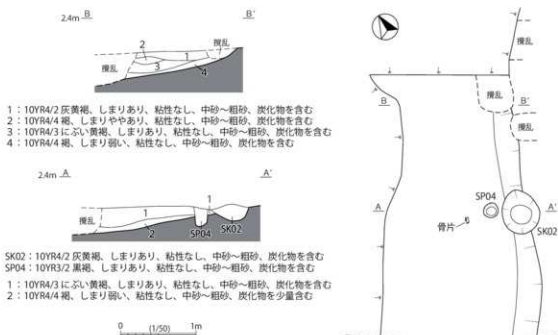 2.4m B B'
2 1 攪乱
攪乱 3 4
1：10YR4/2 灰黄褐、しまりあり、粘性なし、中砂～粗砂、炭化物を含む
2：10YR4/4 褐、しまりややあり、粘性なし、中砂～粗砂、炭化物を含む
3：10YR4/3 にぶい黄褐、しまりあり、粘性なし、中砂～粗砂、炭化物を含む
4：10YR4/4 褐、しまり弱い、粘性なし、中砂～粗砂、炭化物を含む
2.4m A A'
攪乱 1 1
2 SP04 SK02
SK02：10YR4/2 灰黄褐、しまりあり、粘性なし、中砂～粗砂、炭化物を含む
SP04：10YR3/2 黒褐、しまりあり、粘性なし、中砂～粗砂、炭化物を含む
1：10YR4/3 にぶい黄褐、しまりあり、粘性なし、中砂～粗砂、炭化物を含む
2：10YR4/4 褐、しまり弱い、粘性なし、中砂～粗砂、炭化物を少量含む
0 (1/50) 1m
攪乱
攪乱
B B'
攪乱
A SP04 A'
骨片 SK02